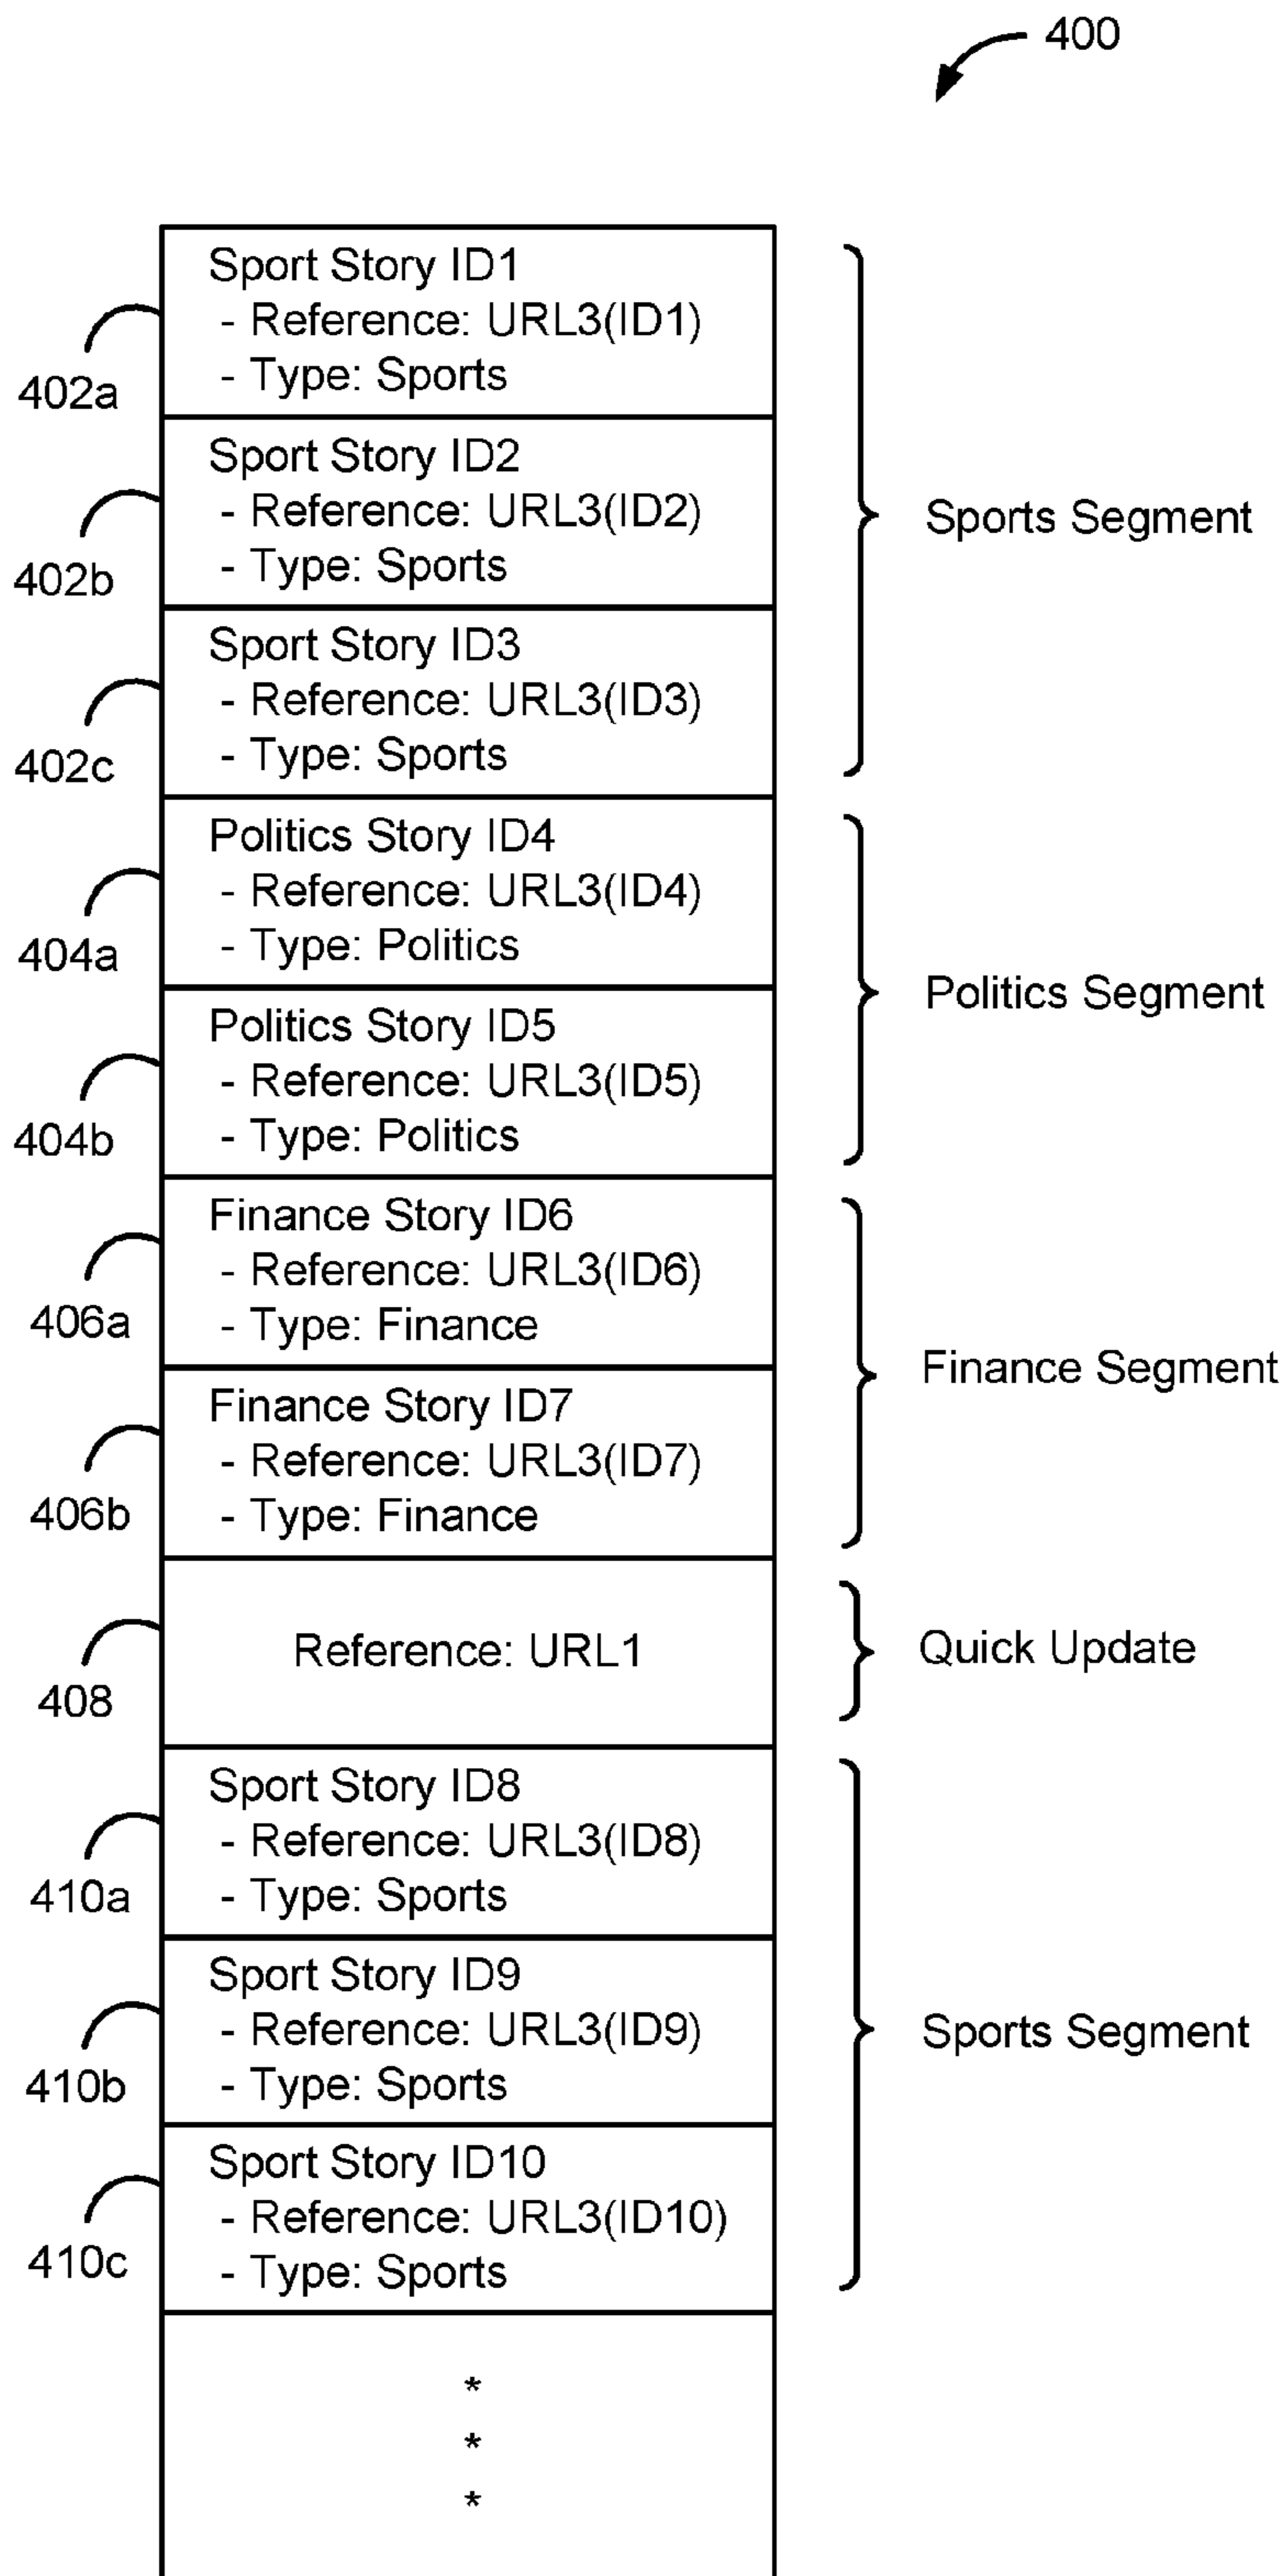 400
Sport Story ID1
- Reference: URL3(ID1)
- Type: Sports
402a
Sport Story ID2
- Reference: URL3(ID2)
- Type: Sports
402b
Sports Segment
Sport Story ID3
- Reference: URL3(ID3)
- Type: Sports
402c
Politics Story ID4
- Reference: URL3(ID4)
- Type: Politics
404a
Politics Segment
Politics Story ID5
- Reference: URL3(ID5)
- Type: Politics
404b
Finance Story ID6
- Reference: URL3(ID6)
- Type: Finance
406a
Finance Segment
Finance Story ID7
- Reference: URL3(ID7)
- Type: Finance
406b
Reference: URL1
408
Quick Update
Sport Story ID8
- Reference: URL3(ID8)
- Type: Sports
410a
Sport Story ID9
- Reference: URL3(ID9)
- Type: Sports
410b
Sports Segment
Sport Story ID10
- Reference: URL3(ID10)
- Type: Sports
410c
*
*
*